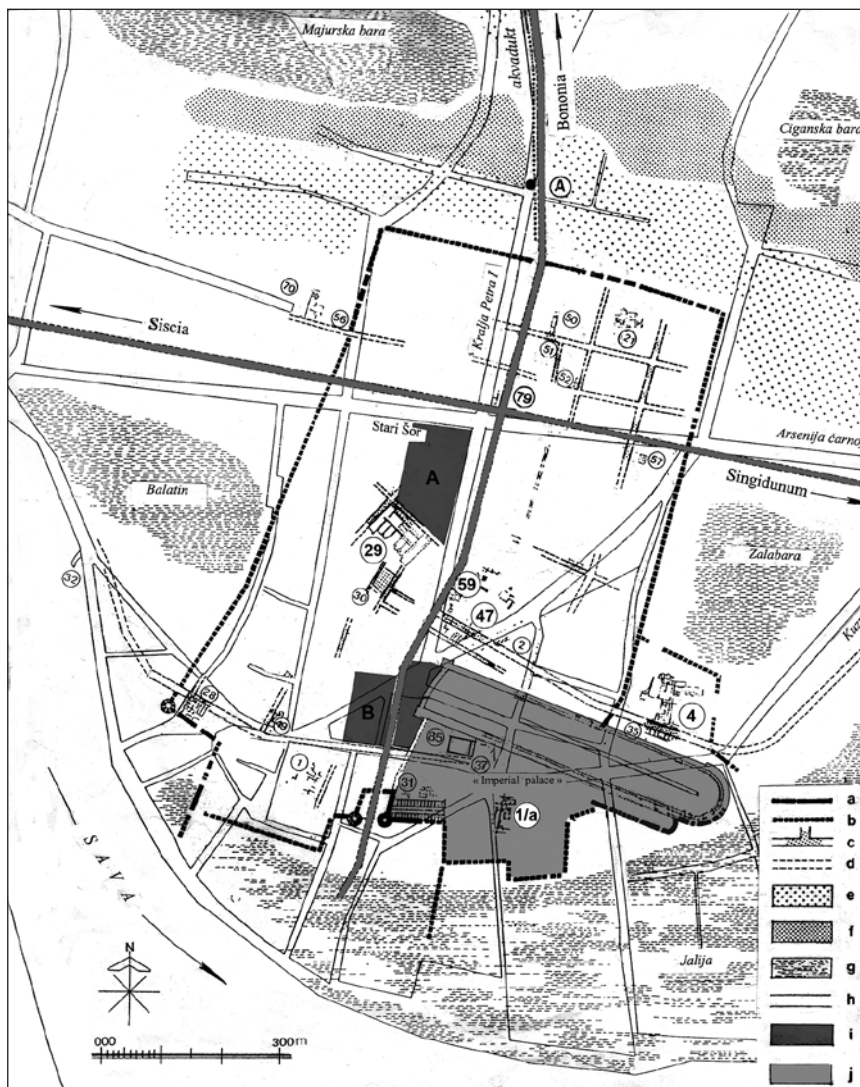 Majurska bara
akvadukt
Bononia
Ciganska bara
A
Kralja Petra I
70
56
Siscia
50
21
51
52
79
Stari Šor
Arsenija čarnoj
57
Singidunum
A
Balatin
Zalabara
29
32
30
59
47
2
28
4
35
B
85
37
1
31
« Imperial palace »
1/a
SAVA
Jalija
N
000
300m
a
b
c
d
e
f
g
h
i
j